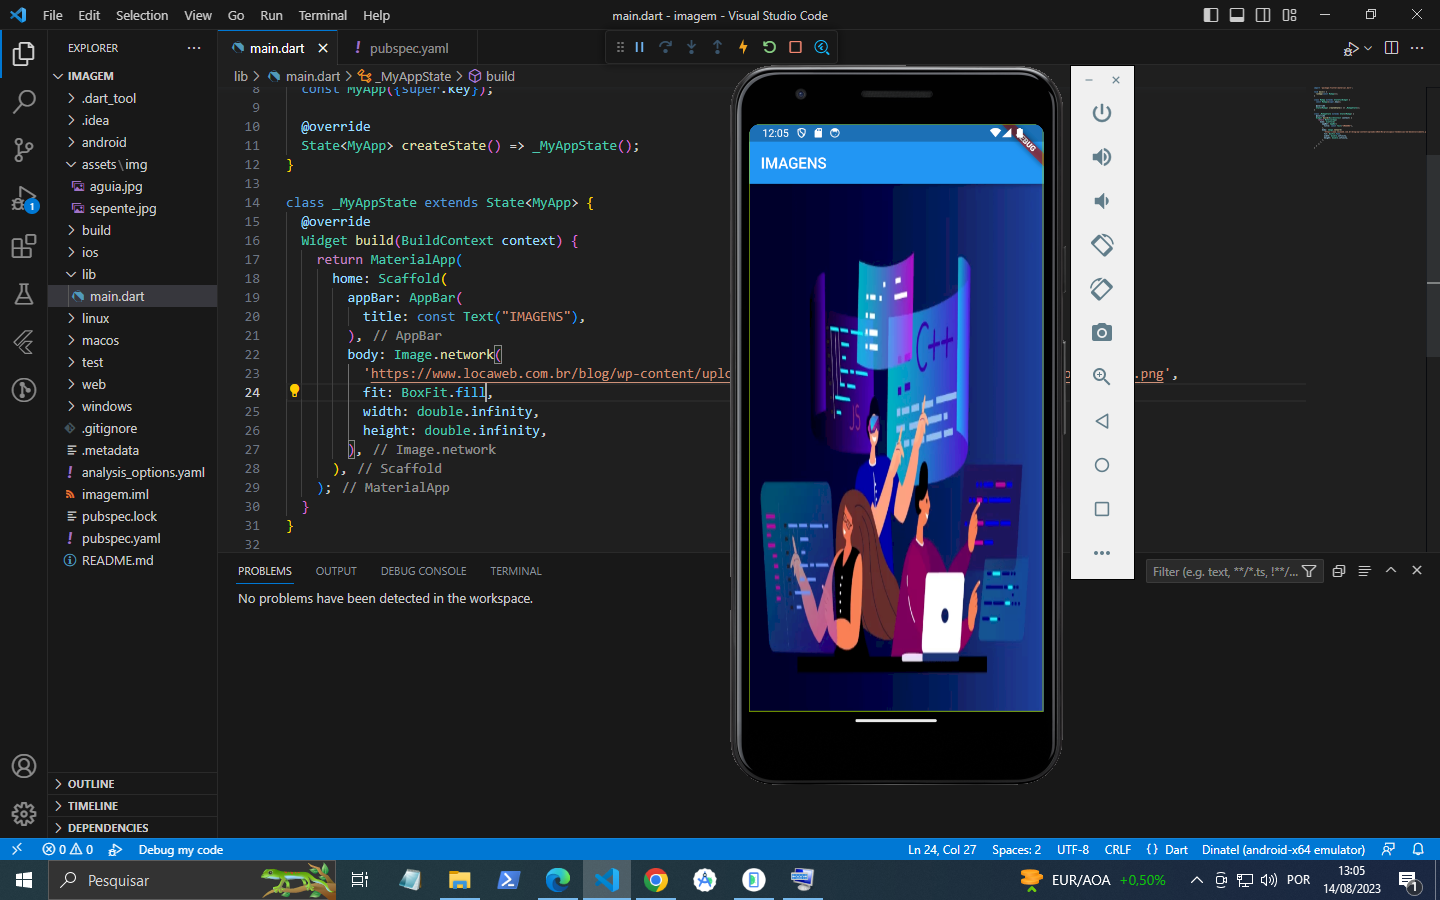 File Edit Selection View Go Run Terminal Help
main.dart - imagem - Visual Studio Code
EXPLORER
IMAGEM
.dart_tool
.idea
android
assets\img
aguia.jpg
sepente.jpg
build
ios
lib
main.dart
linux
macos
test
web
windows
.gitignore
.metadata
analysis_options.yaml
imagem.iml
pubspec.lock
pubspec.yaml
README.md
OUTLINE
TIMELINE
DEPENDENCIES
main.dart
pubspec.yaml
lib > main.dart > _MyAppState > build
8 const MyApp({super.key});
9
10 @override
11 State<MyApp> createState() => _MyAppState();
12 }
13
14 class _MyAppState extends State<MyApp> {
15 @override
16 Widget build(BuildContext context) {
17 return MaterialApp(
18 home: Scaffold(
19 appBar: AppBar(
20 title: const Text("IMAGENS"),
21 ), // AppBar
22 body: Image.network(
23 'https://www.locaweb.com.br/blog/wp-content/uplo .png',
24 fit: BoxFit.fill,
25 width: double.infinity,
26 height: double.infinity,
27 ), // Image.network
28 ), // Scaffold
29 ); // MaterialApp
30 }
31 }
32
12:05
DEBUG
IMAGENS
C++
JS
PROBLEMS OUTPUT DEBUG CONSOLE TERMINAL
Filter (e.g. text, **/*.ts, !**/...
No problems have been detected in the workspace.
0 0 Debug my code
Ln 24, Col 27 Spaces: 2 UTF-8 CRLF {} Dart Dinatel (android-x64 emulator)
1
Pesquisar
EUR/AOA +0,50%
POR
13:05
14/08/2023
1